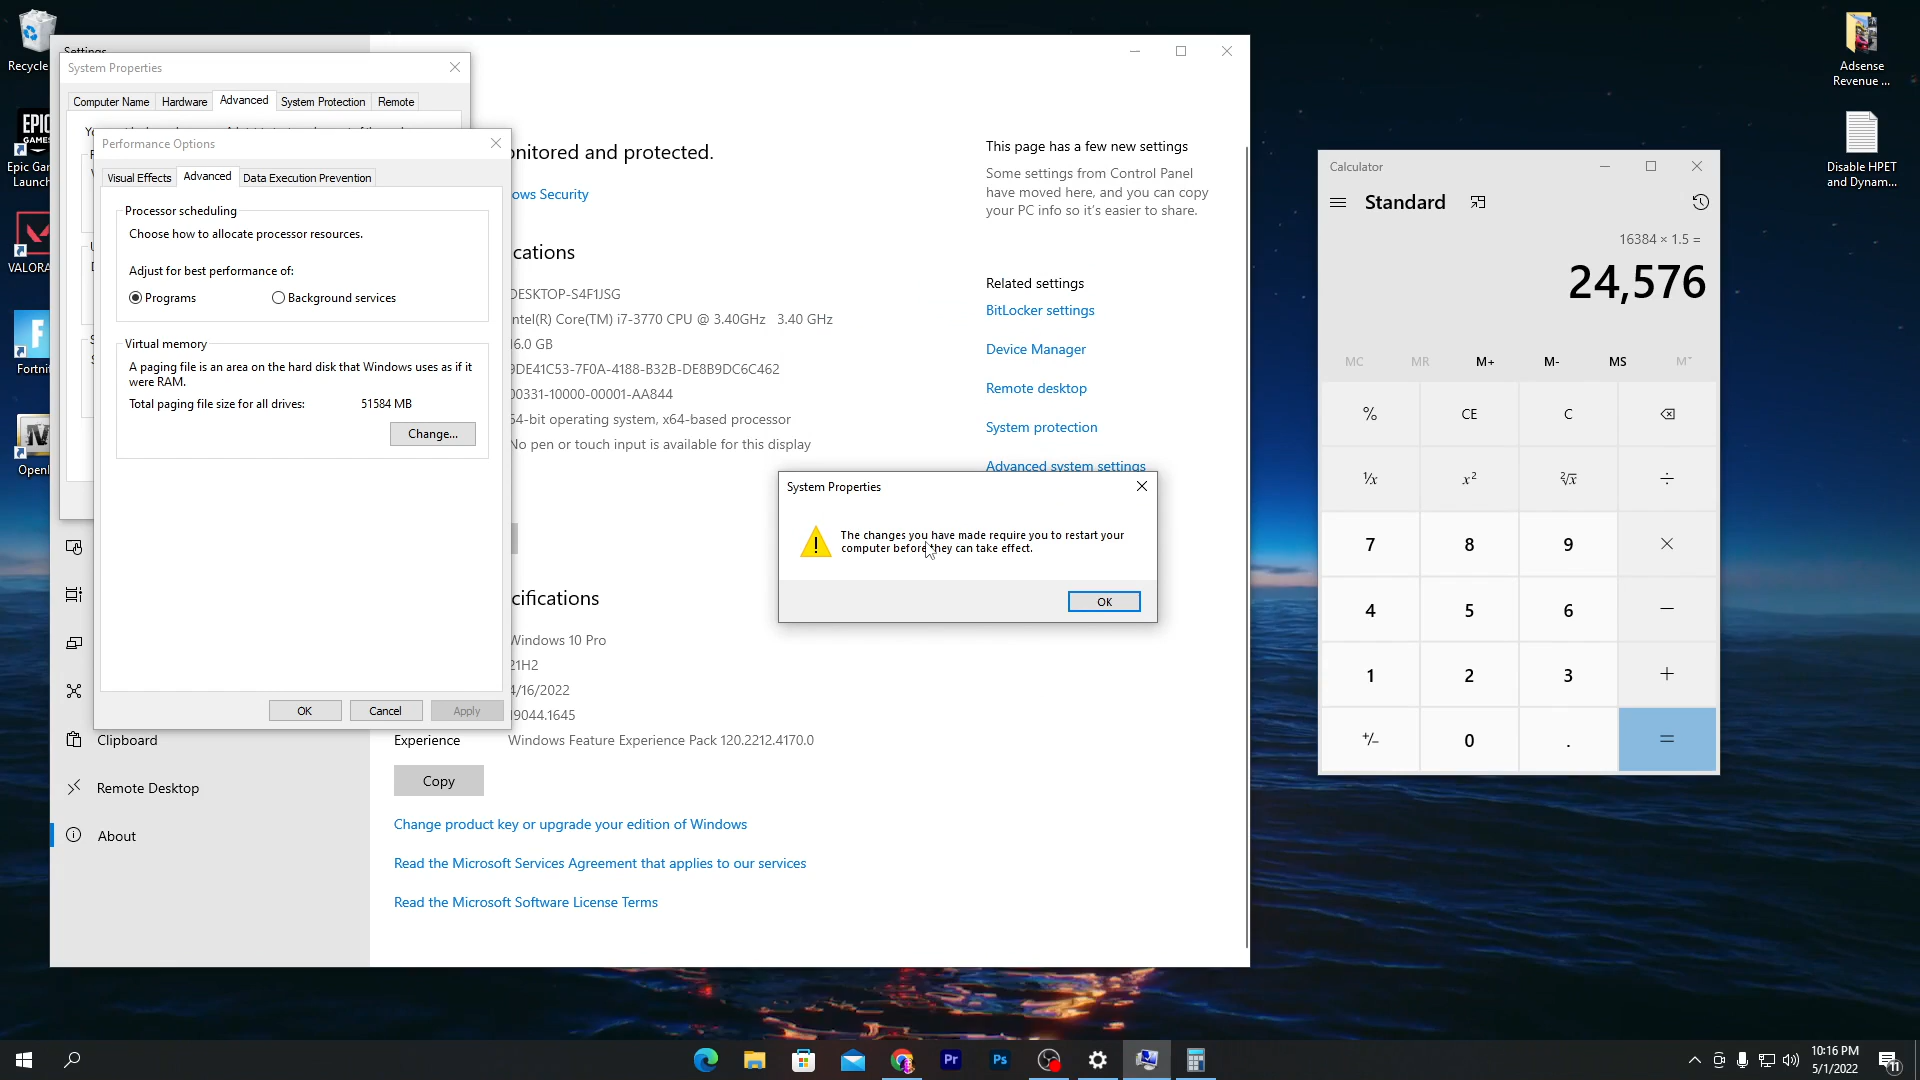 Recycle
EPIC
GAMES
Epic Gar
Launch
VALORA
Fortni
OpenI
Adsense
Revenue ...
Disable HPET
and Dynam...
Settings
System Properties
Computer Name
Hardware
Advanced
System Protection
Remote
Performance Options
Visual Effects
Advanced
Data Execution Prevention
Processor scheduling
Choose how to allocate processor resources.
Adjust for best performance of:
Programs
Background services
Virtual memory
A paging file is an area on the hard disk that Windows uses as if it
were RAM.
Total paging file size for all drives:
51584 MB
Change...
OK
Cancel
Apply
Clipboard
Remote Desktop
About
onitored and protected.
ows Security
cations
DESKTOP-S4F1JSG
ntel(R) Core(TM) i7-3770 CPU @ 3.40GHz   3.40 GHz
16.0 GB
9DE41C53-7F0A-4188-B32B-DE8B9DC6C462
00331-10000-00001-AA844
64-bit operating system, x64-based processor
No pen or touch input is available for this display
cifications
Windows 10 Pro
21H2
4/16/2022
19044.1645
Experience
Windows Feature Experience Pack 120.2212.4170.0
Copy
Change product key or upgrade your edition of Windows
Read the Microsoft Services Agreement that applies to our services
Read the Microsoft Software License Terms
This page has a few new settings
Some settings from Control Panel
have moved here, and you can copy
your PC info so it's easier to share.
Related settings
BitLocker settings
Device Manager
Remote desktop
System protection
Advanced system settings
System Properties
The changes you have made require you to restart your
computer before they can take effect.
OK
Calculator
Standard
16384 × 1.5 =
24,576
MC
MR
M+
M-
MS
M˅
%
CE
C
⌫
¹/x
x²
²√x
÷
7
8
9
×
4
5
6
−
1
2
3
+
+/−
0
.
=
Pr
Ps
10:16 PM
5/1/2022
11